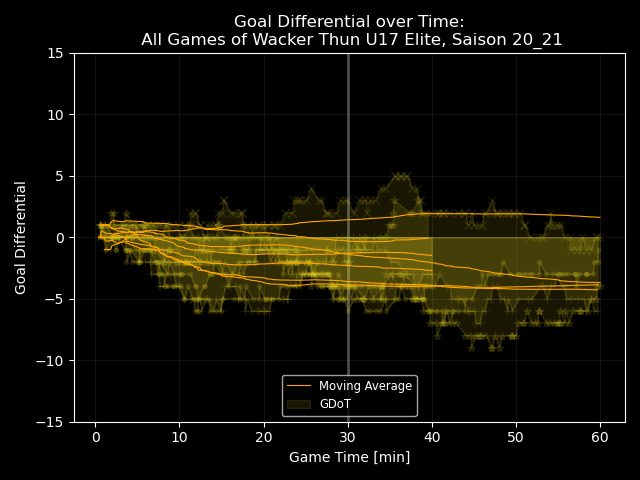 Goal Differential over Time:
All Games of Wacker Thun U17 Elite, Saison 20_21
15
10
5
0
−5
−10
−15
Goal Differential
0 10 20 30 40 50 60
Game Time [min]
Moving Average
GDoT